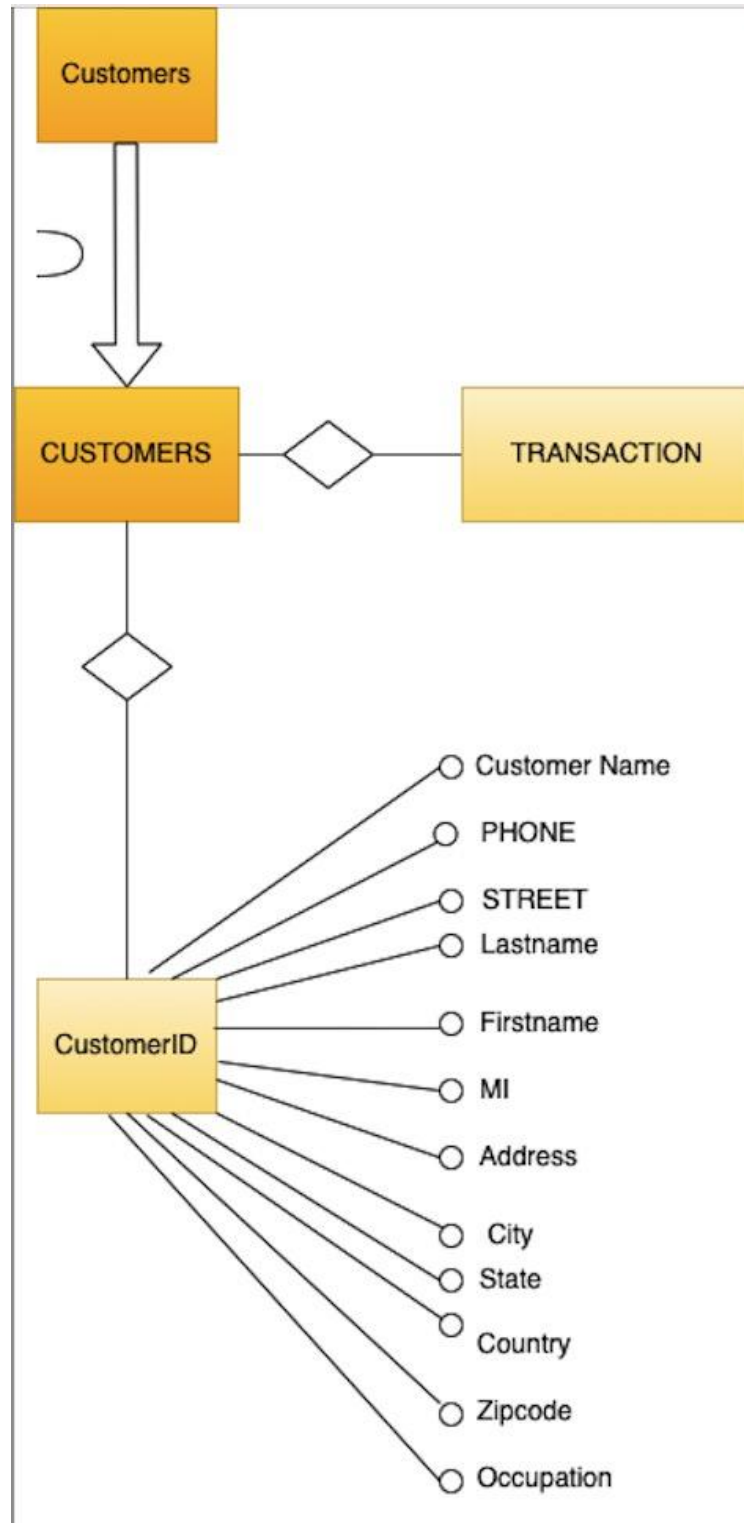 Customers
CUSTOMERS
TRANSACTION
Customer Name
PHONE
STREET
Lastname
Firstname
CustomerID
MI
Address
City
State
Country
Zipcode
Occupation